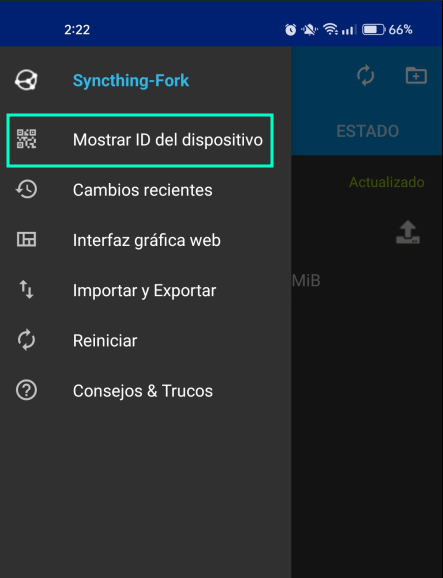 2:22
66%
Syncthing-Fork
Mostrar ID del dispositivo
ESTADO
Cambios recientes
Actualizado
Interfaz gráfica web
Importar y Exportar
MiB
Reiniciar
Consejos & Trucos